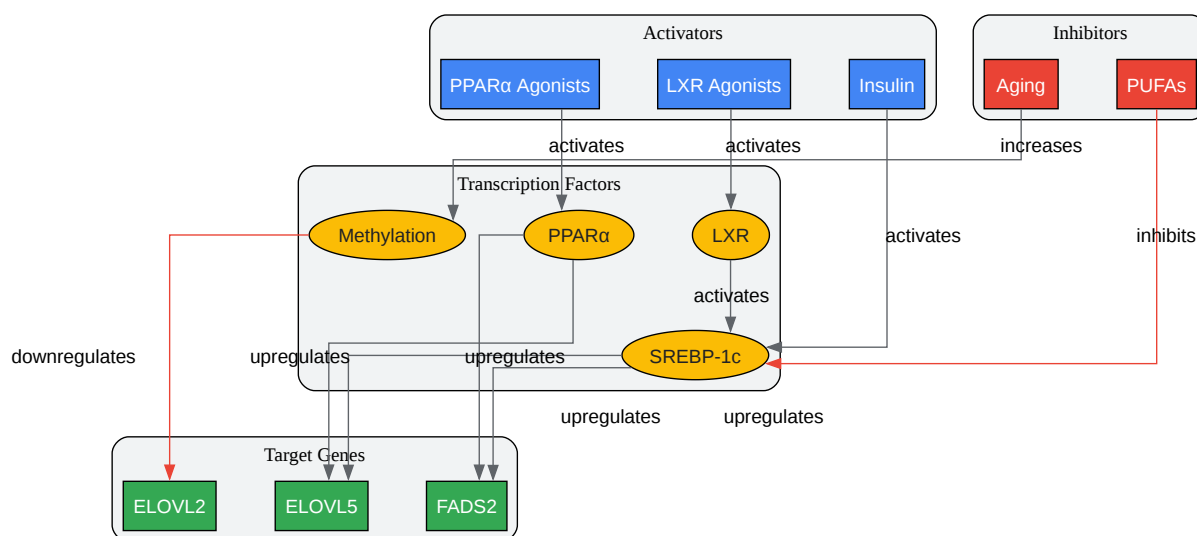 Activators
Inhibitors
PPARα Agonists
LXR Agonists
Insulin
Aging
PUFAs
activates
activates
increases
Transcription Factors
Methylation
PPARα
LXR
activates
inhibits
activates
downregulates
upregulates
upregulates
SREBP-1c
upregulates
upregulates
Target Genes
ELOVL2
ELOVL5
FADS2